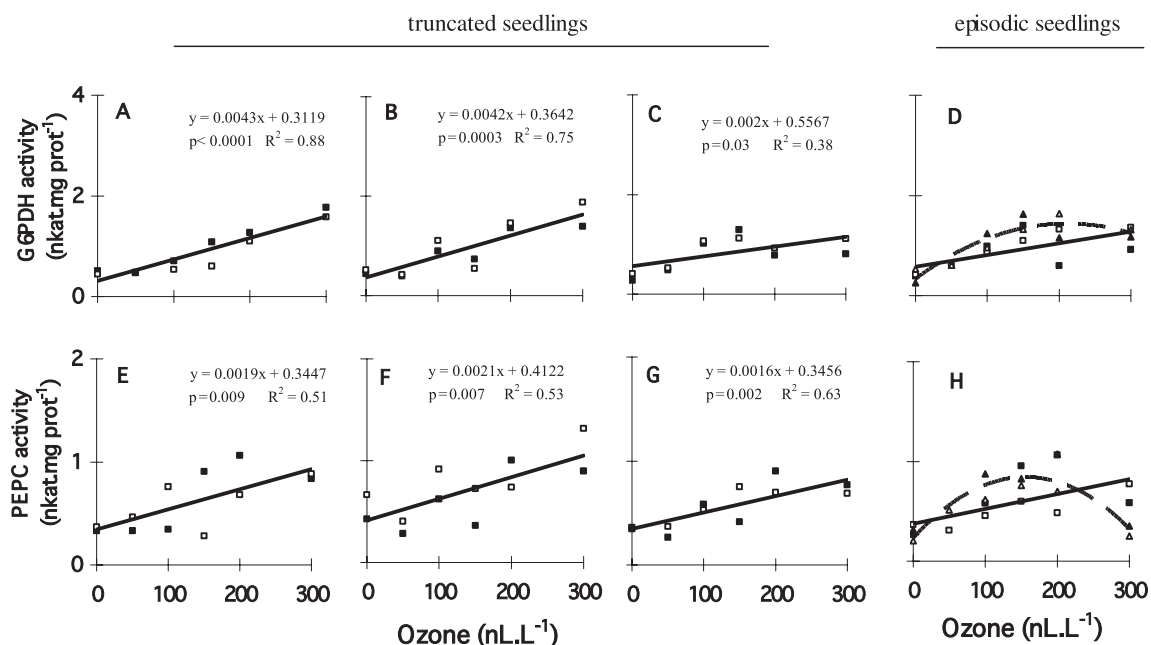 truncated seedlings
episodic seedlings
G6PDH activity
(nkat.mg prot⁻¹)
4
2
0
A
y = 0.0043x + 0.3119
p< 0.0001 R² = 0.88
B
y = 0.0042x + 0.3642
p=0.0003 R² = 0.75
C
y = 0.002x + 0.5567
p=0.03 R² = 0.38
D
PEPC activity
(nkat.mg prot⁻¹)
2
1
0
E
y = 0.0019x + 0.3447
p=0.009 R² = 0.51
F
y = 0.0021x + 0.4122
p=0.007 R² = 0.53
G
y = 0.0016x + 0.3456
p=0.002 R² = 0.63
H
0 100 200 300
0 100 200 300
0 100 200 300
0 100 200 300
Ozone (nL.L⁻¹)
Ozone (nL.L⁻¹)